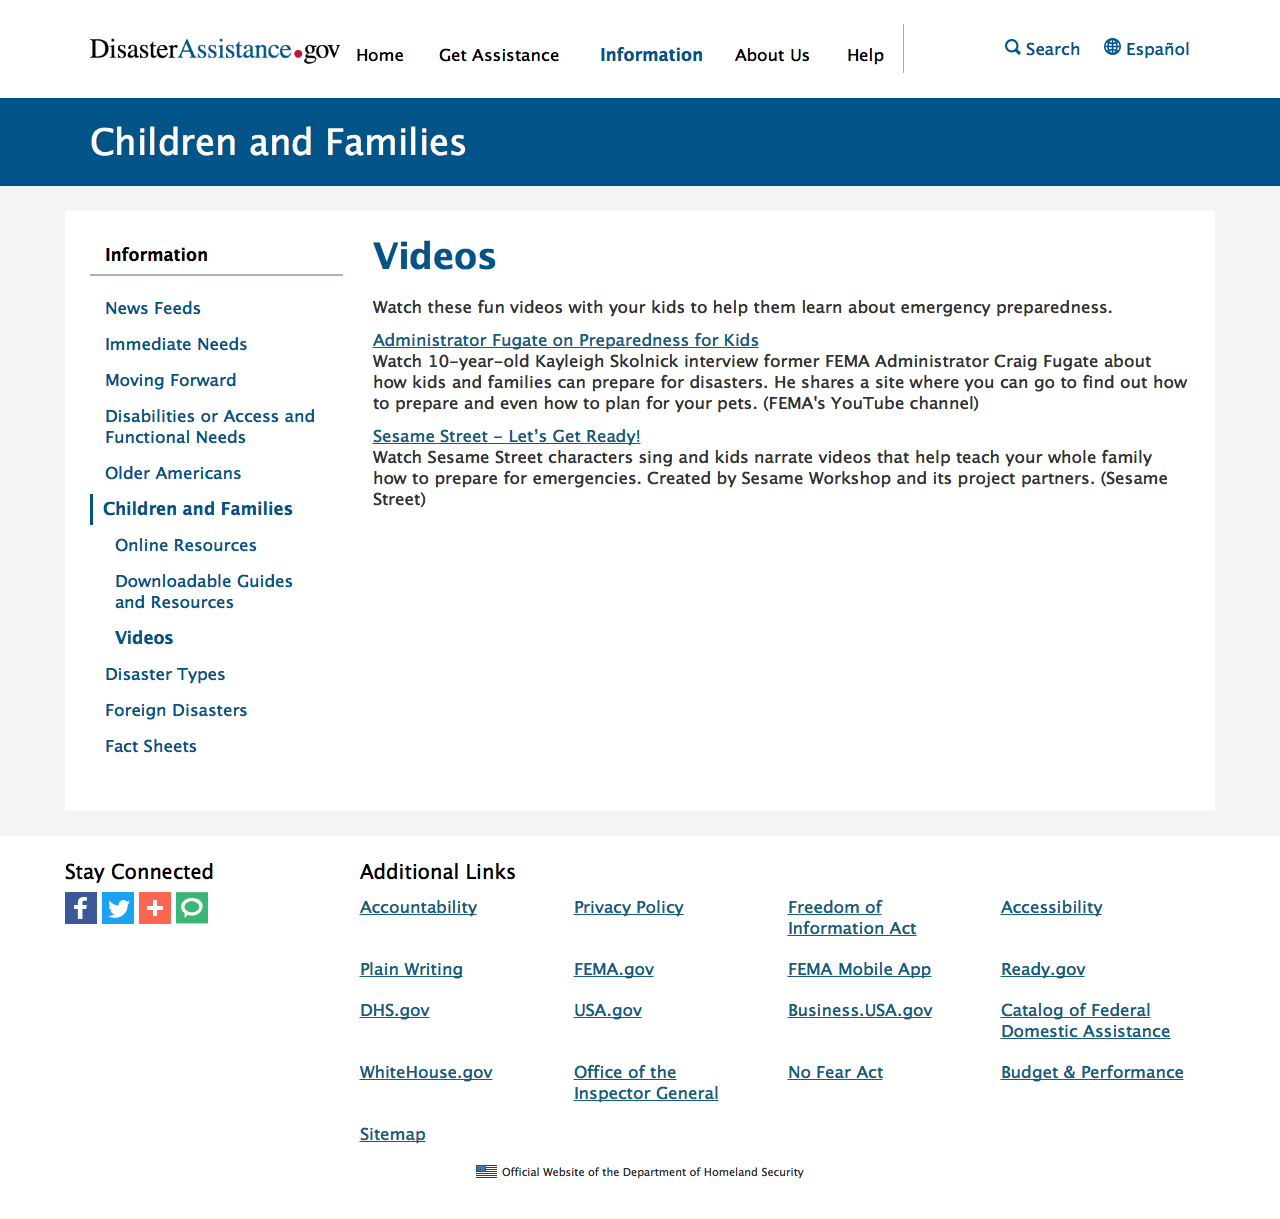 DisasterAssistance.gov
Home
Get Assistance
Information
About Us
Help
Search
Español
Children and Families
Information
News Feeds
Immediate Needs
Moving Forward
Disabilities or Access and
Functional Needs
Older Americans
Children and Families
Online Resources
Downloadable Guides
and Resources
Videos
Disaster Types
Foreign Disasters
Fact Sheets
Videos
Watch these fun videos with your kids to help them learn about emergency preparedness.
Administrator Fugate on Preparedness for Kids
Watch 10-year-old Kayleigh Skolnick interview former FEMA Administrator Craig Fugate about
how kids and families can prepare for disasters. He shares a site where you can go to find out how
to prepare and even how to plan for your pets. (FEMA's YouTube channel)
Sesame Street - Let’s Get Ready!
Watch Sesame Street characters sing and kids narrate videos that help teach your whole family
how to prepare for emergencies. Created by Sesame Workshop and its project partners. (Sesame
Street)
Stay Connected
Additional Links
Accountability
Privacy Policy
Freedom of
Information Act
Accessibility
Plain Writing
FEMA.gov
FEMA Mobile App
Ready.gov
DHS.gov
USA.gov
Business.USA.gov
Catalog of Federal
Domestic Assistance
WhiteHouse.gov
Office of the
Inspector General
No Fear Act
Budget & Performance
Sitemap
Official Website of the Department of Homeland Security